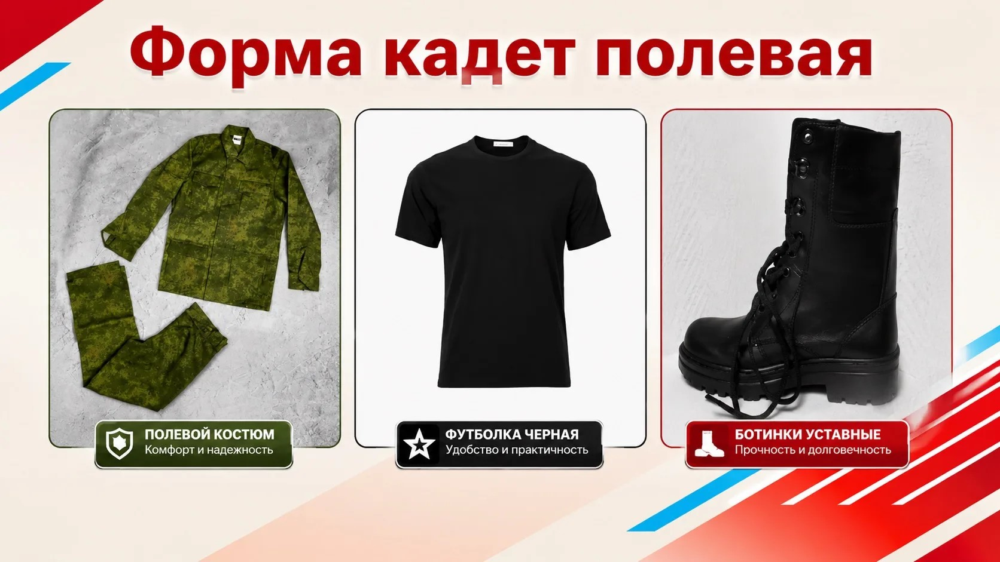 Форма кадет полевая
ПОЛЕВОЙ КОСТЮМ
Комфорт и надежность
ФУТБОЛКА ЧЕРНАЯ
Удобство и практичность
БОТИНКИ УСТАВНЫЕ
Прочность и долговечность